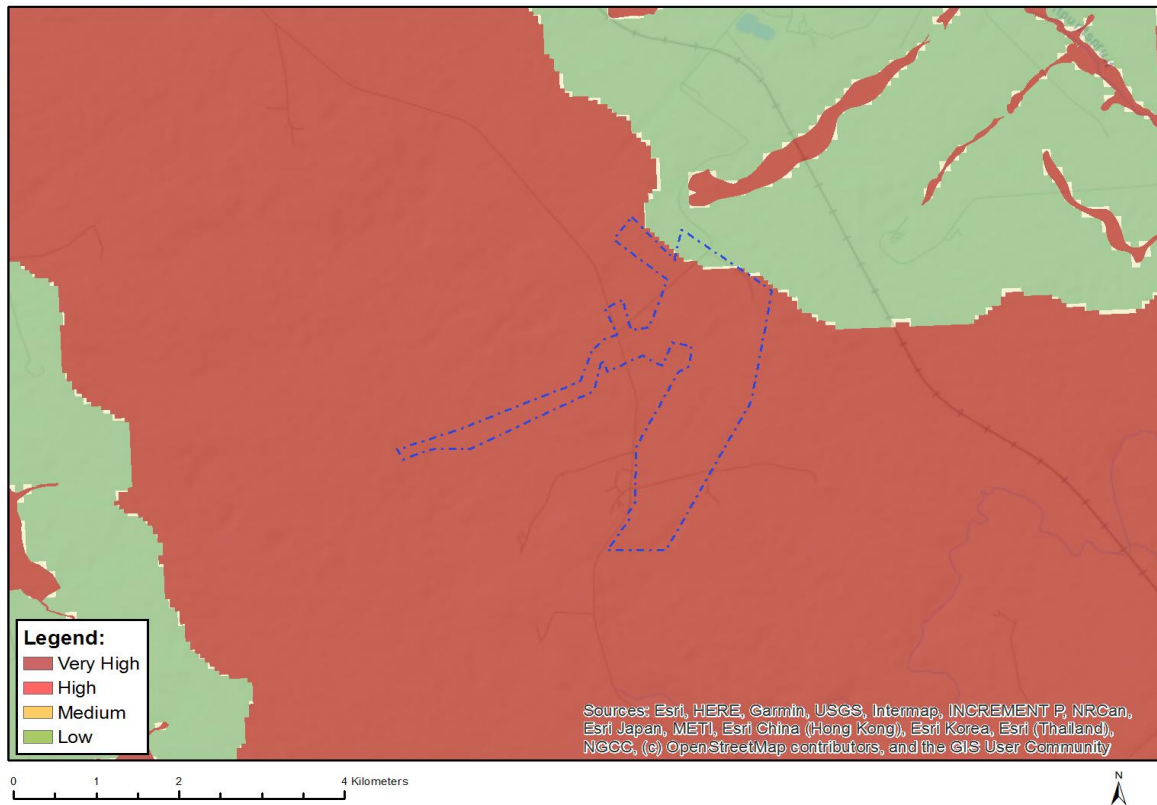 Legend:
Very High
High
Medium
Low
Sources: Esri, HERE, Garmin, USGS, Intermap, INCREMENT P, NRCan,
Esri Japan, METI, Esri China (Hong Kong), Esri Korea, Esri (Thailand),
NGCC, (c) OpenStreetMap contributors, and the GIS User Community
0 1 2 4 Kilometers
N